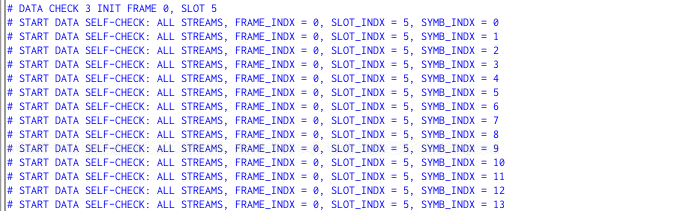 # DATA CHECK 3 INIT FRAME 0, SLOT 5
# START DATA SELF-CHECK: ALL STREAMS, FRAME_INDX = 0, SLOT_INDX = 5, SYMB_INDX = 0
# START DATA SELF-CHECK: ALL STREAMS, FRAME_INDX = 0, SLOT_INDX = 5, SYMB_INDX = 1
# START DATA SELF-CHECK: ALL STREAMS, FRAME_INDX = 0, SLOT_INDX = 5, SYMB_INDX = 2
# START DATA SELF-CHECK: ALL STREAMS, FRAME_INDX = 0, SLOT_INDX = 5, SYMB_INDX = 3
# START DATA SELF-CHECK: ALL STREAMS, FRAME_INDX = 0, SLOT_INDX = 5, SYMB_INDX = 4
# START DATA SELF-CHECK: ALL STREAMS, FRAME_INDX = 0, SLOT_INDX = 5, SYMB_INDX = 5
# START DATA SELF-CHECK: ALL STREAMS, FRAME_INDX = 0, SLOT_INDX = 5, SYMB_INDX = 6
# START DATA SELF-CHECK: ALL STREAMS, FRAME_INDX = 0, SLOT_INDX = 5, SYMB_INDX = 7
# START DATA SELF-CHECK: ALL STREAMS, FRAME_INDX = 0, SLOT_INDX = 5, SYMB_INDX = 8
# START DATA SELF-CHECK: ALL STREAMS, FRAME_INDX = 0, SLOT_INDX = 5, SYMB_INDX = 9
# START DATA SELF-CHECK: ALL STREAMS, FRAME_INDX = 0, SLOT_INDX = 5, SYMB_INDX = 10
# START DATA SELF-CHECK: ALL STREAMS, FRAME_INDX = 0, SLOT_INDX = 5, SYMB_INDX = 11
# START DATA SELF-CHECK: ALL STREAMS, FRAME_INDX = 0, SLOT_INDX = 5, SYMB_INDX = 12
# START DATA SELF-CHECK: ALL STREAMS, FRAME_INDX = 0, SLOT_INDX = 5, SYMB_INDX = 13